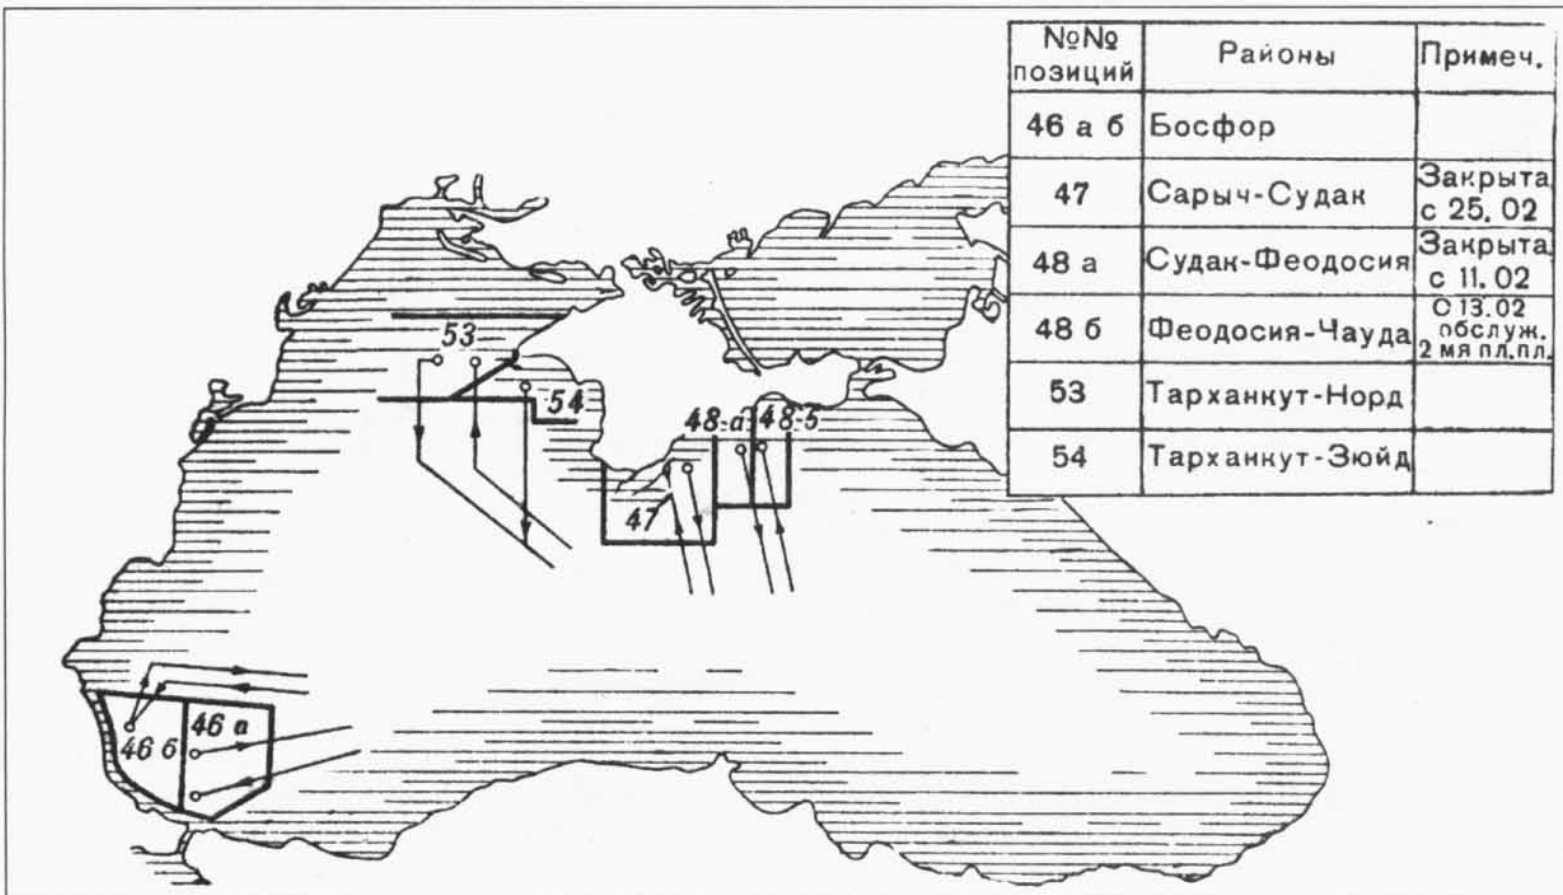 №№ позиций Районы Примеч.
46 а б Босфор
47 Сарыч-Судак Закрыта с 25.02
48 а Судак-Феодосия Закрыта с 11.02
48 б Феодосия-Чауда С 13.02 обслуж. 2 мя пл.пл.
53 Тарханкут-Норд
54 Тарханкут-Зюйд
53
54
48-а 48-б
47
46 а
46 б